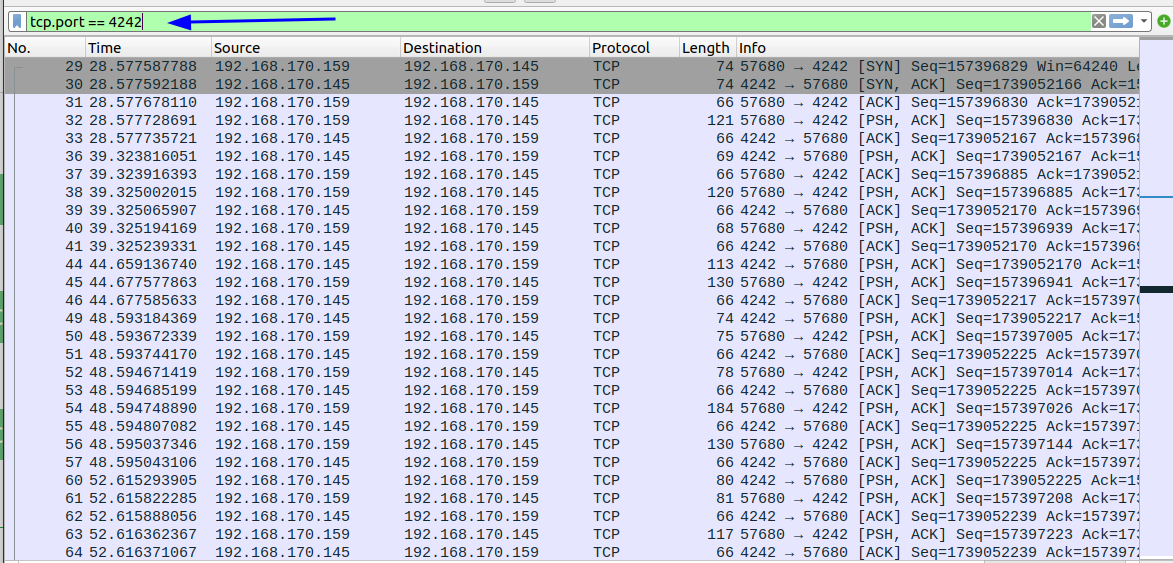 tcp.port == 4242
No. Time Source Destination Protocol Length Info
29 28.577587788 192.168.170.159 192.168.170.145 TCP 74 57680 → 4242 [SYN] Seq=157396829 Win=64240 Le
30 28.577592188 192.168.170.145 192.168.170.159 TCP 74 4242 → 57680 [SYN, ACK] Seq=1739052166 Ack=15
31 28.577678110 192.168.170.159 192.168.170.145 TCP 66 57680 → 4242 [ACK] Seq=157396830 Ack=1739052
32 28.577728691 192.168.170.159 192.168.170.145 TCP 121 57680 → 4242 [PSH, ACK] Seq=157396830 Ack=173
33 28.577735721 192.168.170.145 192.168.170.159 TCP 66 4242 → 57680 [ACK] Seq=1739052167 Ack=157396
36 39.323816051 192.168.170.145 192.168.170.159 TCP 69 4242 → 57680 [PSH, ACK] Seq=1739052167 Ack=15
37 39.323916393 192.168.170.159 192.168.170.145 TCP 66 57680 → 4242 [ACK] Seq=157396885 Ack=1739052
38 39.325002015 192.168.170.159 192.168.170.145 TCP 120 57680 → 4242 [PSH, ACK] Seq=157396885 Ack=173
39 39.325065907 192.168.170.145 192.168.170.159 TCP 66 4242 → 57680 [ACK] Seq=1739052170 Ack=157396
40 39.325194169 192.168.170.159 192.168.170.145 TCP 68 57680 → 4242 [PSH, ACK] Seq=157396939 Ack=173
41 39.325239331 192.168.170.145 192.168.170.159 TCP 66 4242 → 57680 [ACK] Seq=1739052170 Ack=157396
44 44.659136740 192.168.170.145 192.168.170.159 TCP 113 4242 → 57680 [PSH, ACK] Seq=1739052170 Ack=15
45 44.677577863 192.168.170.159 192.168.170.145 TCP 130 57680 → 4242 [PSH, ACK] Seq=157396941 Ack=173
46 44.677585633 192.168.170.145 192.168.170.159 TCP 66 4242 → 57680 [ACK] Seq=1739052217 Ack=1573970
49 48.593184369 192.168.170.145 192.168.170.159 TCP 74 4242 → 57680 [PSH, ACK] Seq=1739052217 Ack=15
50 48.593672339 192.168.170.159 192.168.170.145 TCP 75 57680 → 4242 [PSH, ACK] Seq=157397005 Ack=173
51 48.593744170 192.168.170.145 192.168.170.159 TCP 66 4242 → 57680 [ACK] Seq=1739052225 Ack=1573970
52 48.594671419 192.168.170.159 192.168.170.145 TCP 78 57680 → 4242 [PSH, ACK] Seq=157397014 Ack=173
53 48.594685199 192.168.170.145 192.168.170.159 TCP 66 4242 → 57680 [ACK] Seq=1739052225 Ack=1573970
54 48.594748890 192.168.170.159 192.168.170.145 TCP 184 57680 → 4242 [PSH, ACK] Seq=157397026 Ack=173
55 48.594807082 192.168.170.145 192.168.170.159 TCP 66 4242 → 57680 [ACK] Seq=1739052225 Ack=157397
56 48.595037346 192.168.170.159 192.168.170.145 TCP 130 57680 → 4242 [PSH, ACK] Seq=157397144 Ack=173
57 48.595043106 192.168.170.145 192.168.170.159 TCP 66 4242 → 57680 [ACK] Seq=1739052225 Ack=157397
60 52.615293905 192.168.170.145 192.168.170.159 TCP 80 4242 → 57680 [PSH, ACK] Seq=1739052225 Ack=15
61 52.615822285 192.168.170.159 192.168.170.145 TCP 81 57680 → 4242 [PSH, ACK] Seq=157397208 Ack=173
62 52.615888056 192.168.170.145 192.168.170.159 TCP 66 4242 → 57680 [ACK] Seq=1739052239 Ack=157397
63 52.616362367 192.168.170.159 192.168.170.145 TCP 117 57680 → 4242 [PSH, ACK] Seq=157397223 Ack=173
64 52.616371067 192.168.170.145 192.168.170.159 TCP 66 4242 → 57680 [ACK] Seq=1739052239 Ack=157397